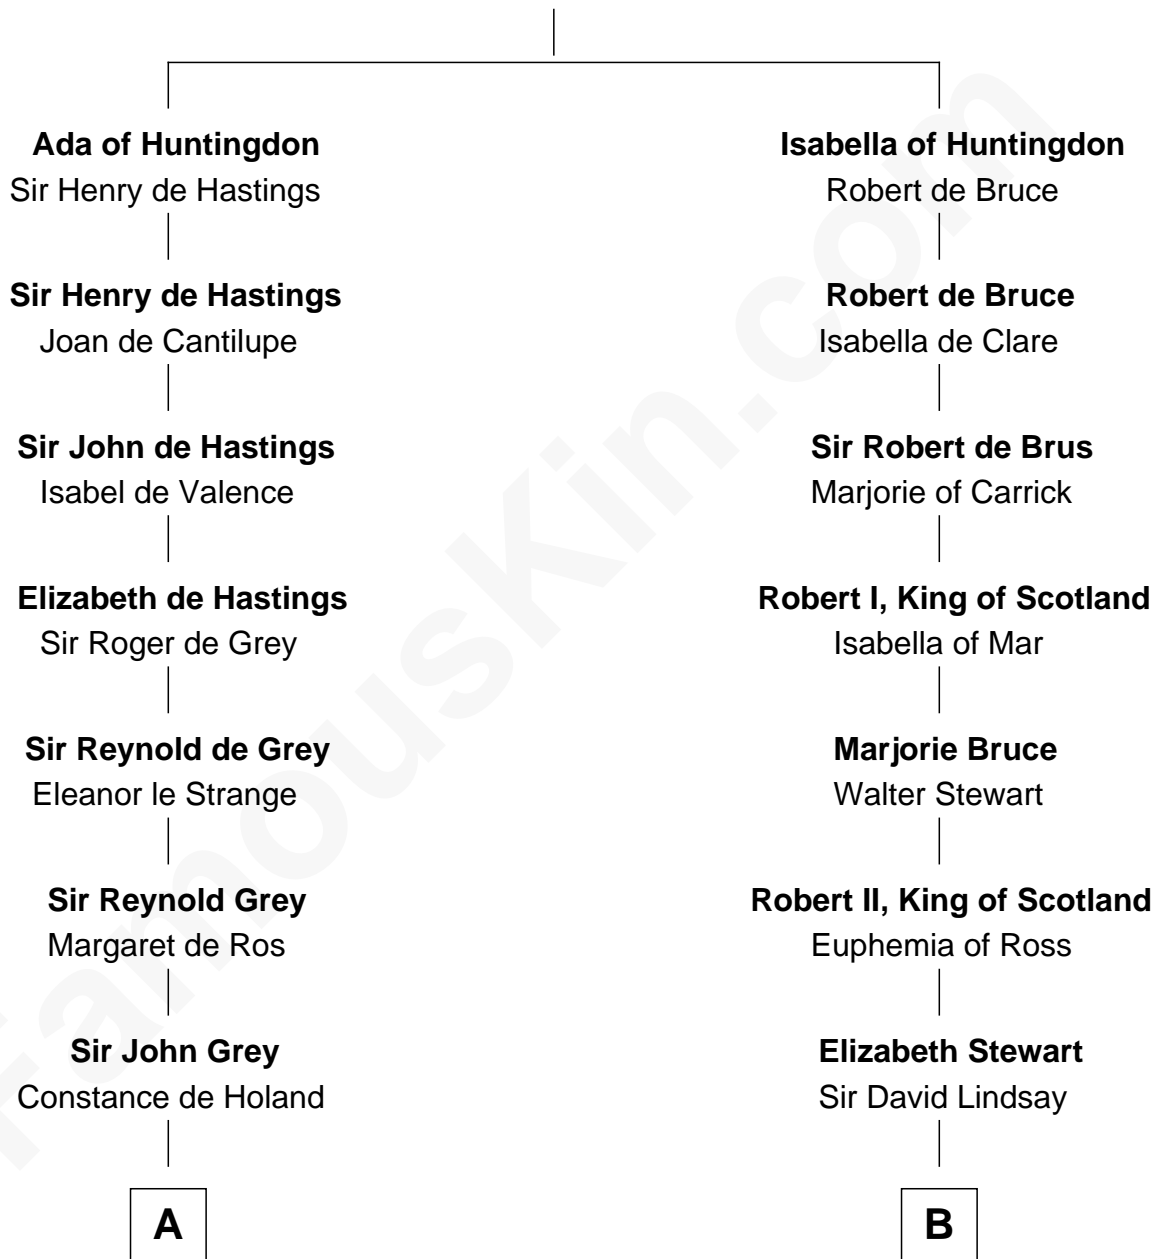 Ada of Huntingdon
Sir Henry de Hastings
Sir Henry de Hastings
Joan de Cantilupe
Sir John de Hastings
Isabel de Valence
Elizabeth de Hastings
Sir Roger de Grey
Sir Reynold de Grey
Eleanor le Strange
Sir Reynold Grey
Margaret de Ros
Sir John Grey
Constance de Holand
A
Isabella of Huntingdon
Robert de Bruce
Robert de Bruce
Isabella de Clare
Sir Robert de Brus
Marjorie of Carrick
Robert I, King of Scotland
Isabella of Mar
Marjorie Bruce
Walter Stewart
Robert II, King of Scotland
Euphemia of Ross
Elizabeth Stewart
Sir David Lindsay
B
FamousKin.com